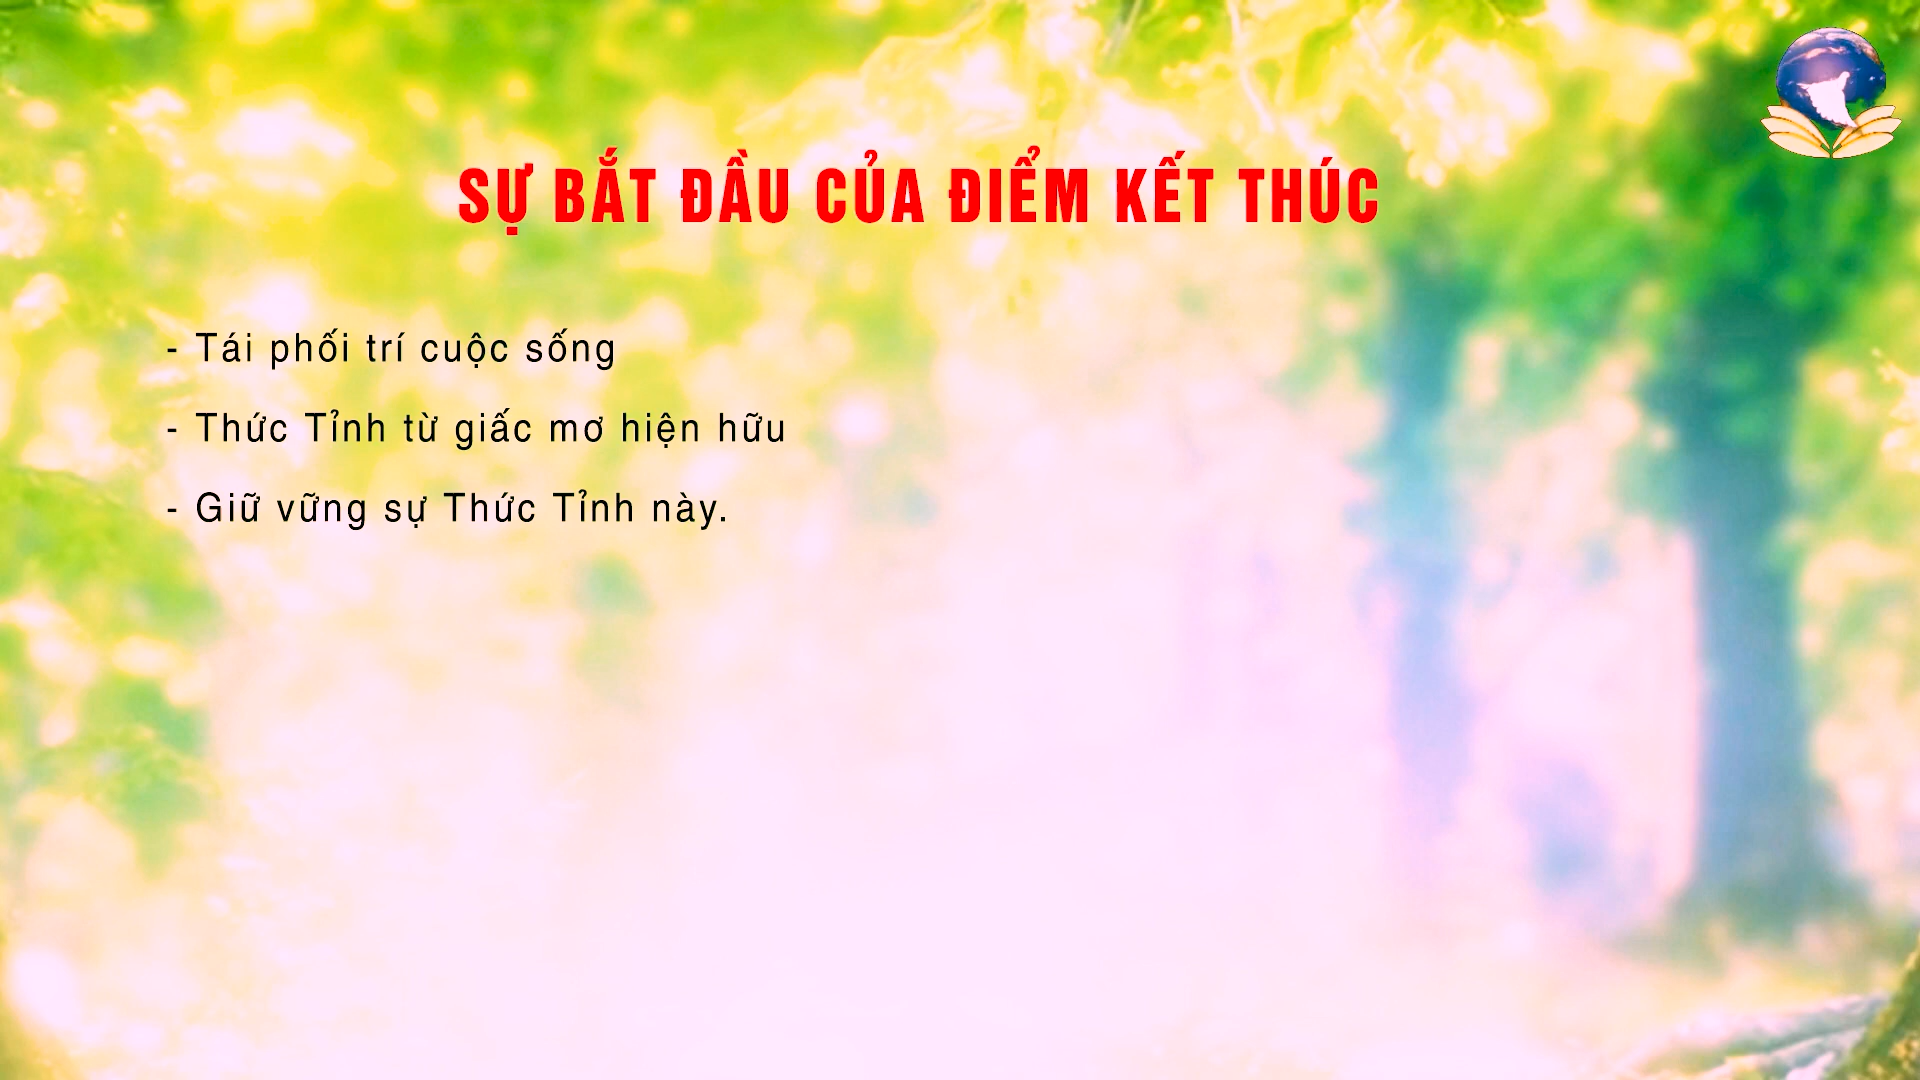 SỰ BẮT ĐẦU CỦA ĐIỂM KẾT THÚC
- Tái phối trí cuộc sống
- Thức Tỉnh từ giấc mơ hiện hữu
- Giữ vững sự Thức Tỉnh này.